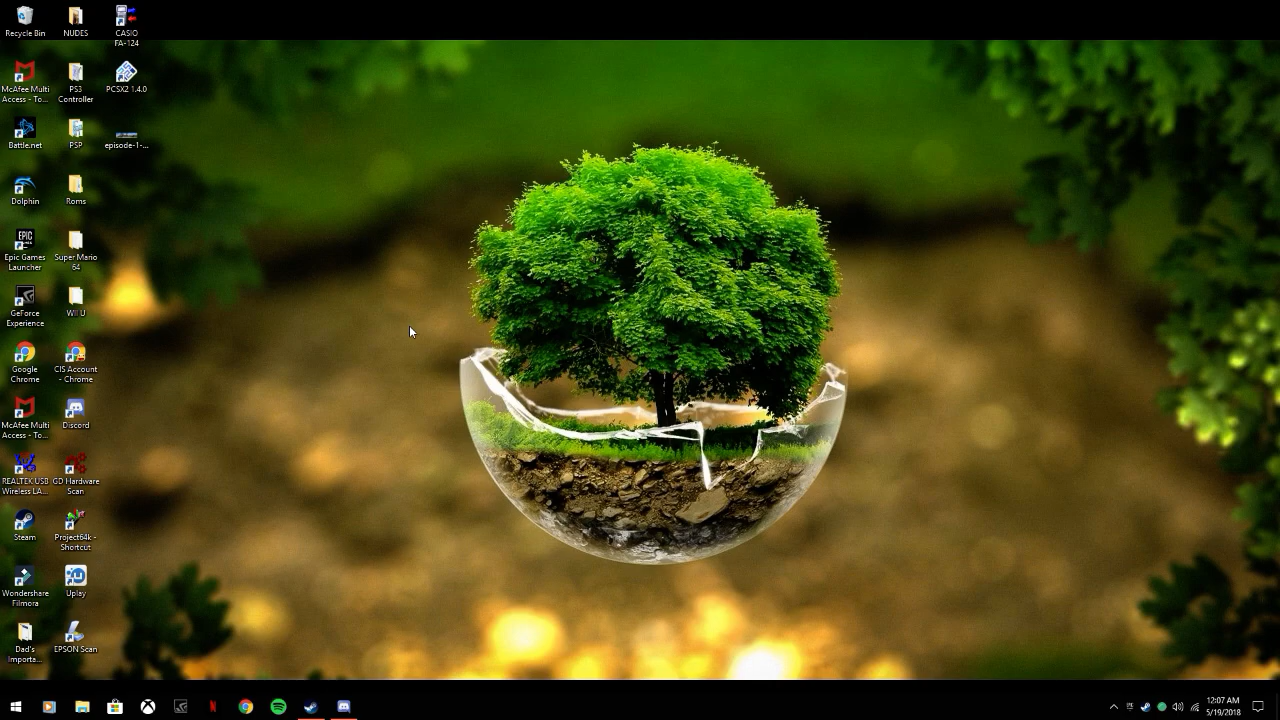 Recycle Bin
NUDES
CASIO
FA-124
McAfee Multi
Access - To...
PS3
Controller
PCSX2 1.4.0
Battle.net
PSP
episode-1-...
Dolphin
Roms
EPIC
Epic Games
Launcher
Super Mario
64
GeForce
Experience
WII U
Google
Chrome
CIS Account
- Chrome
McAfee Multi
Access - To...
Discord
REALTEK USB
Wireless LA...
GD Hardware
Scan
Steam
Project64k -
Shortcut
Wondershare
Filmora
Uplay
Dad's
Importa...
EPSON Scan
12:07 AM
5/19/2018